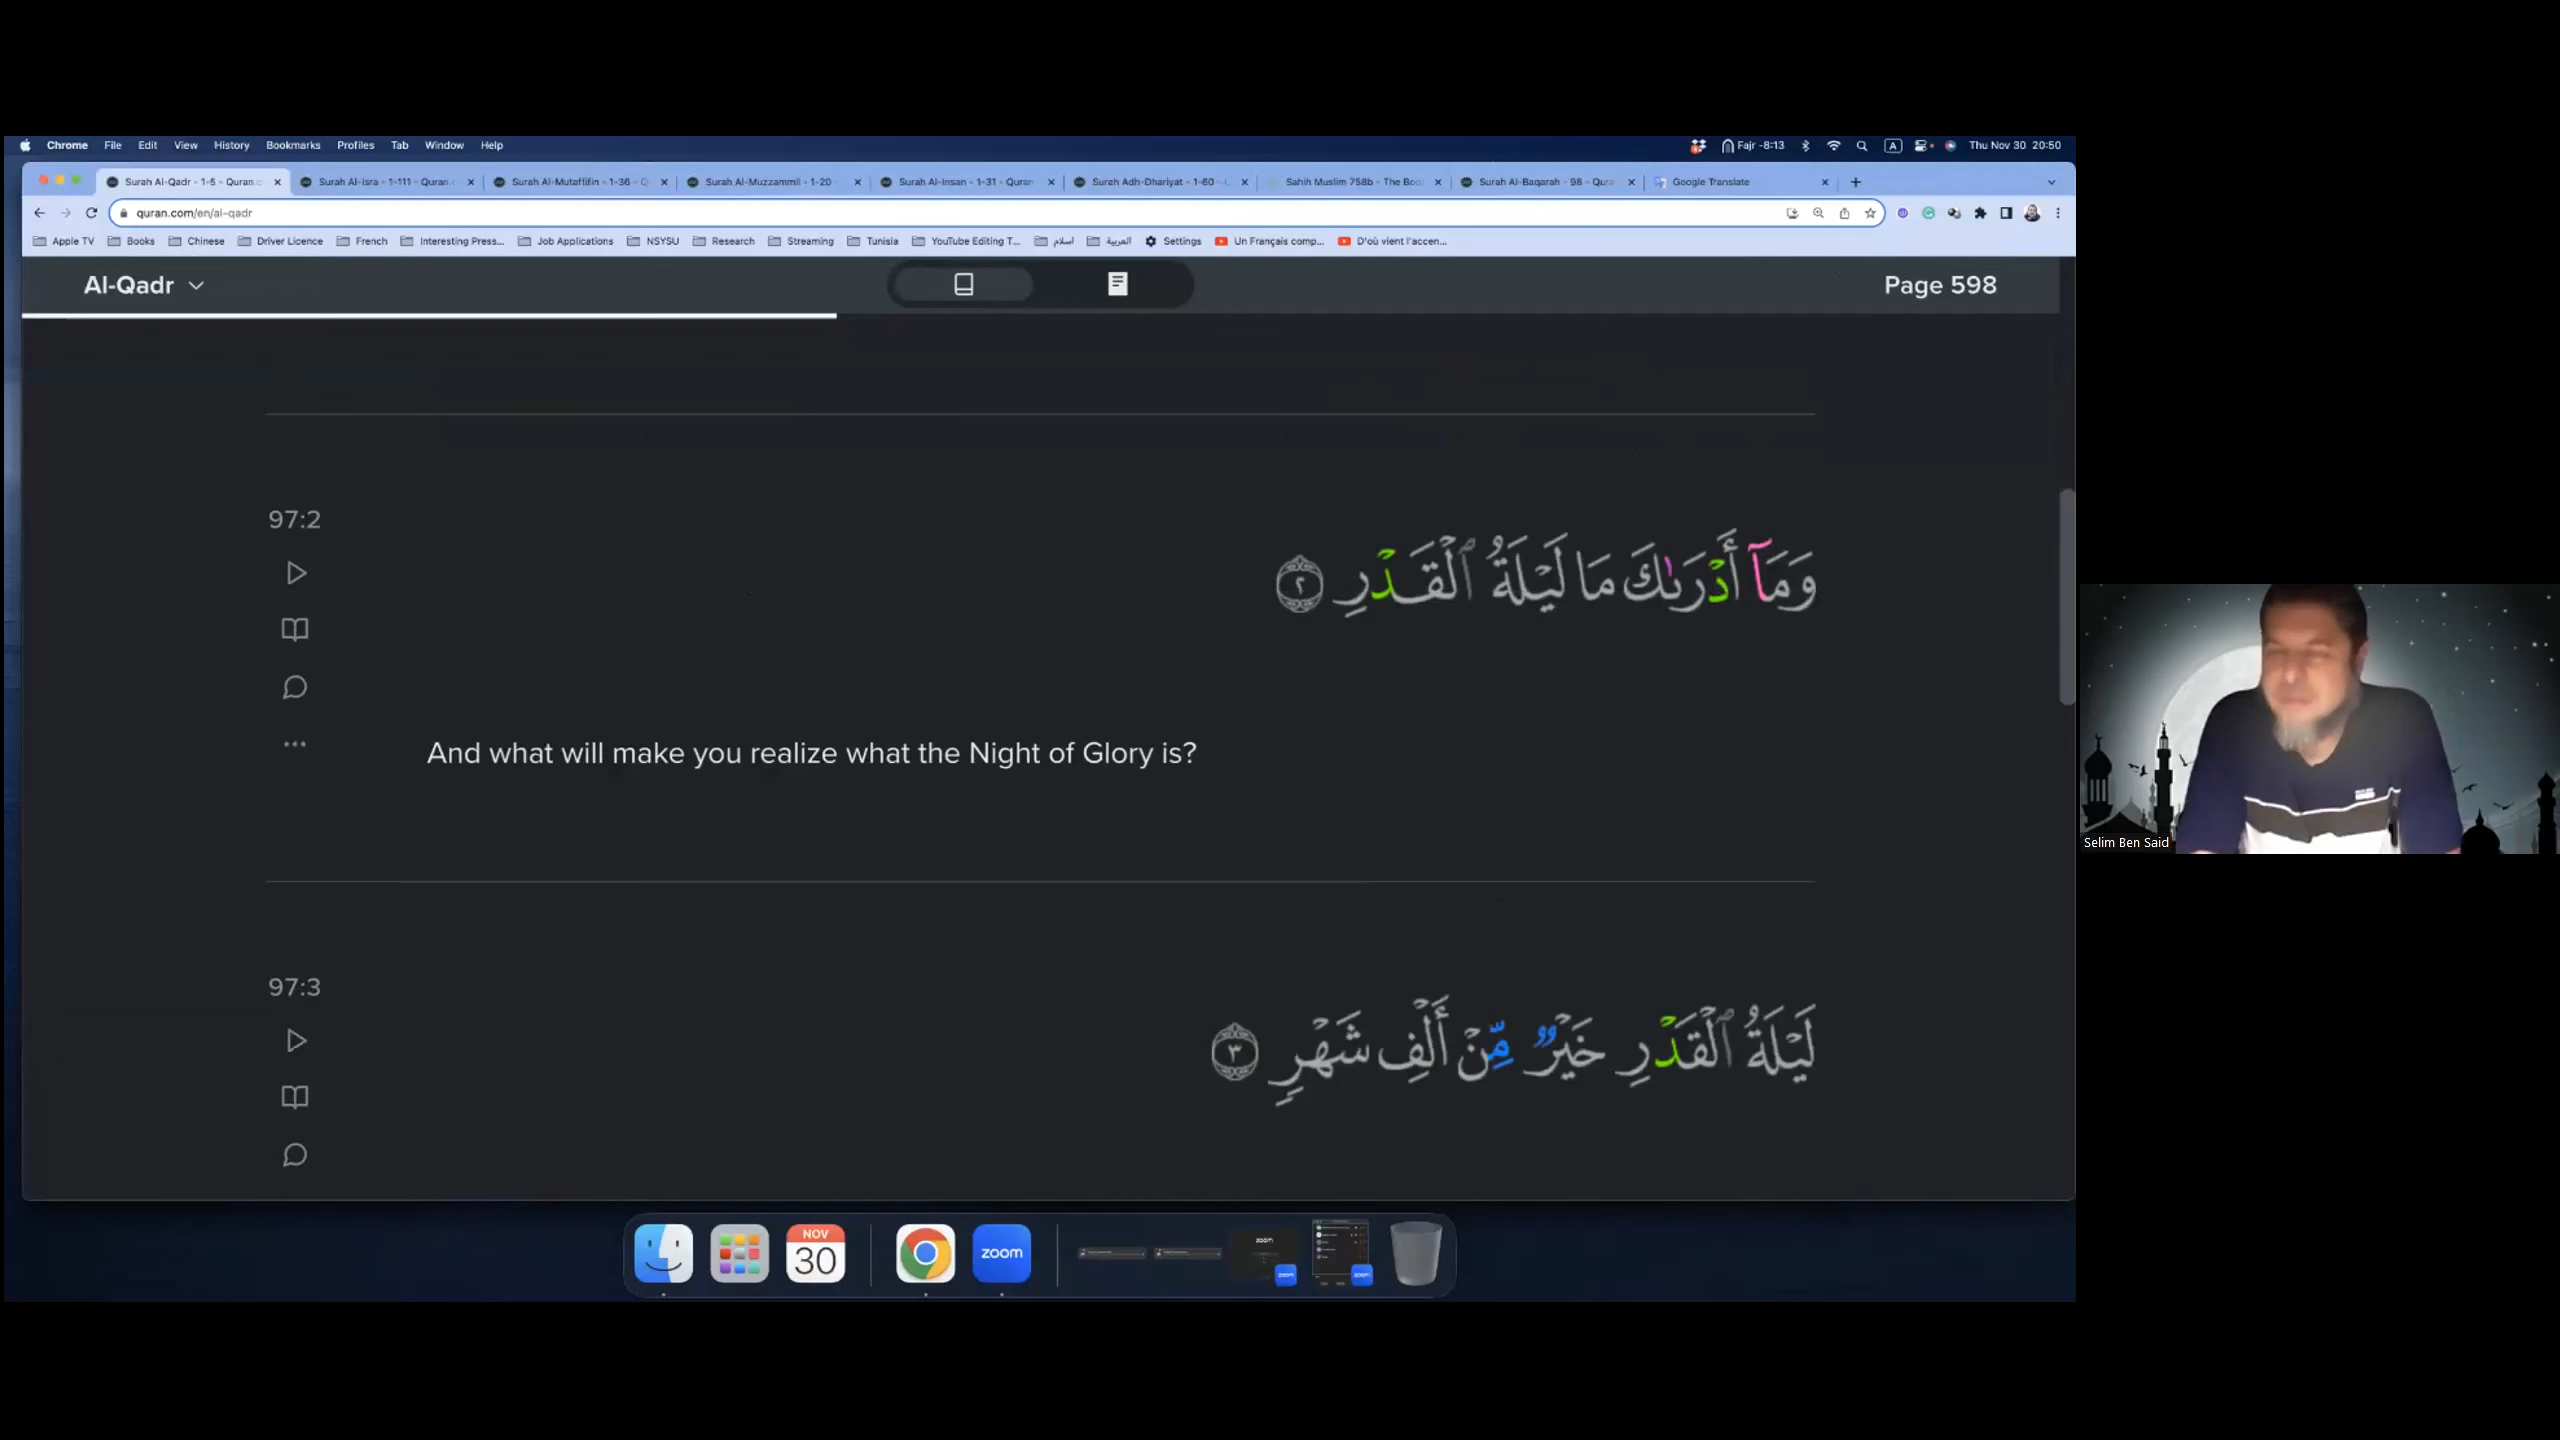 Chrome File Edit View History Bookmarks Profiles Tab Window Help
Fajr -8:13 A Thu Nov 30 20:50
Surah Al-Qadr - 1-5 - Quran.c
Surah Al-Isra - 1-111 - Quran.
Surah Al-Mutaffifin - 1-36 - Q
Surah Al-Muzzammil - 1-20 -
Surah Al-Insan - 1-31 - Quran
Surah Adh-Dhariyat - 1-60 -
Sahih Muslim 758b - The Boo
Surah Al-Baqarah - 98 - Qura
Google Translate
quran.com/en/al-qadr
Apple TV Books Chinese Driver Licence French Interesting Press... Job Applications NSYSU Research Streaming Tunisia YouTube Editing T... اسلام العربية Settings Un Français comp... D'où vient l'accen...
Al-Qadr
Page 598
97:2
وَمَآ أَدْرَىٰكَ مَا لَيْلَةُ ٱلْقَدْرِ ٢
And what will make you realize what the Night of Glory is?
97:3
لَيْلَةُ ٱلْقَدْرِ خَيْرٌ مِّنْ أَلْفِ شَهْرٍ ٣
Selim Ben Said
NOV
30
zoom
zoom
zoom
zoom